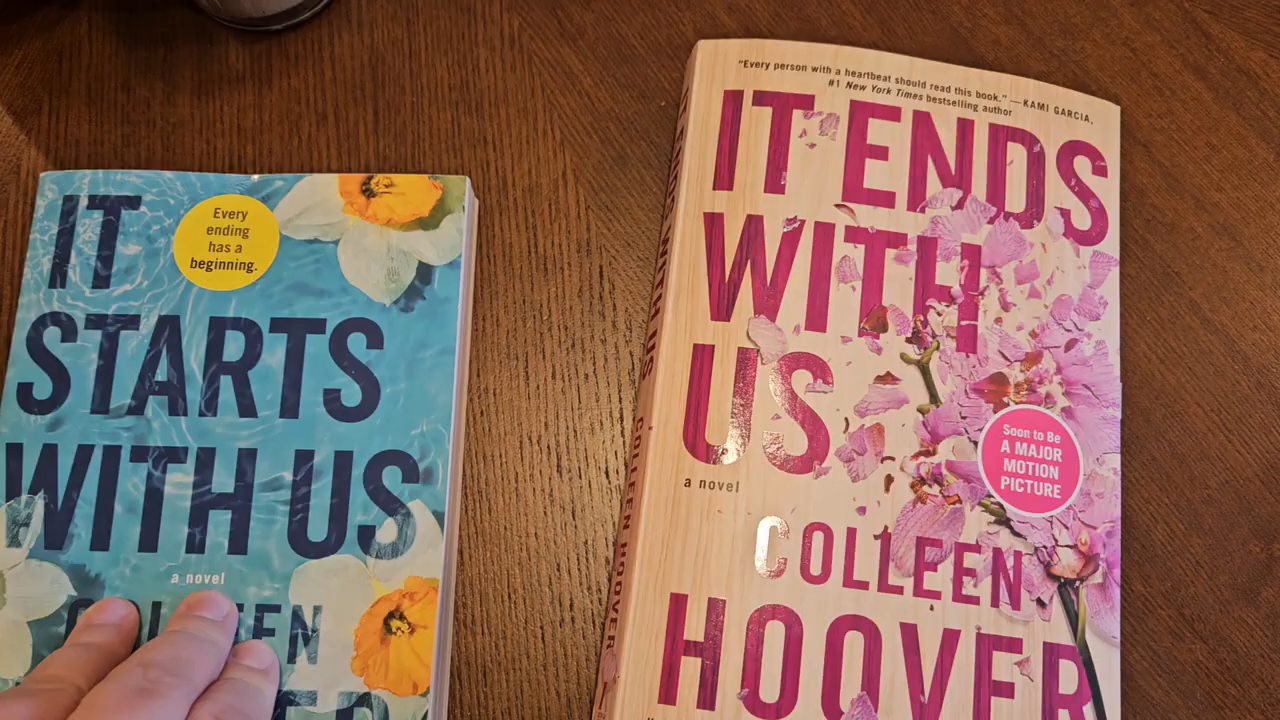 IT
Every
ending
has a
beginning.
STARTS
WITH US
a novel
COLLEEN
"Every person with a heartbeat should read this book." —KAMI GARCIA,
#1 New York Times bestselling author
IT ENDS
WITH
US
a novel
Soon to Be
A MAJOR
MOTION
PICTURE
COLLEEN
HOOVER
IT ENDS WITH US COLLEEN HOOVER